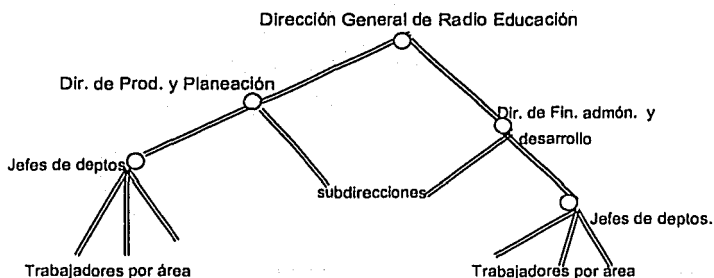 Dirección General de Radio Educación
Dir. de Prod. y Planeación
Dir. de Fin. admón. y
desarrollo
Jefes de deptos
subdirecciones
Jefes de deptos.
Trabajadores por área
Trabajadores por área